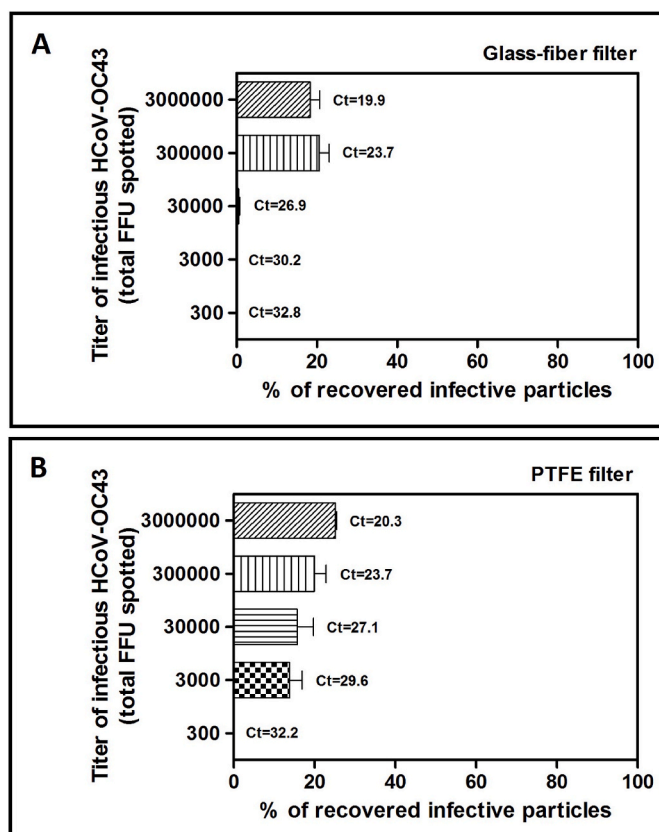 A
Glass-fiber filter
Titer of infectious HCoV-OC43
(total FFU spotted)
3000000
Ct=19.9
300000
Ct=23.7
30000
Ct=26.9
3000
Ct=30.2
300
Ct=32.8
0 20 40 60 80 100
% of recovered infective particles
B
PTFE filter
Titer of infectious HCoV-OC43
(total FFU spotted)
3000000
Ct=20.3
300000
Ct=23.7
30000
Ct=27.1
3000
Ct=29.6
300
Ct=32.2
0 20 40 60 80 100
% of recovered infective particles